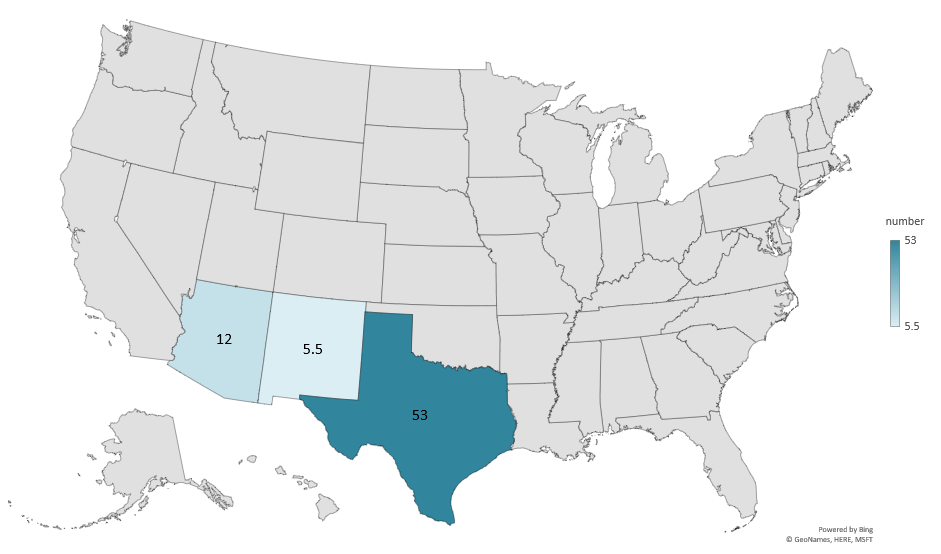 number
53
5.5
12
5.5
53
Powered by Bing
© GeoNames, HERE, MSFT